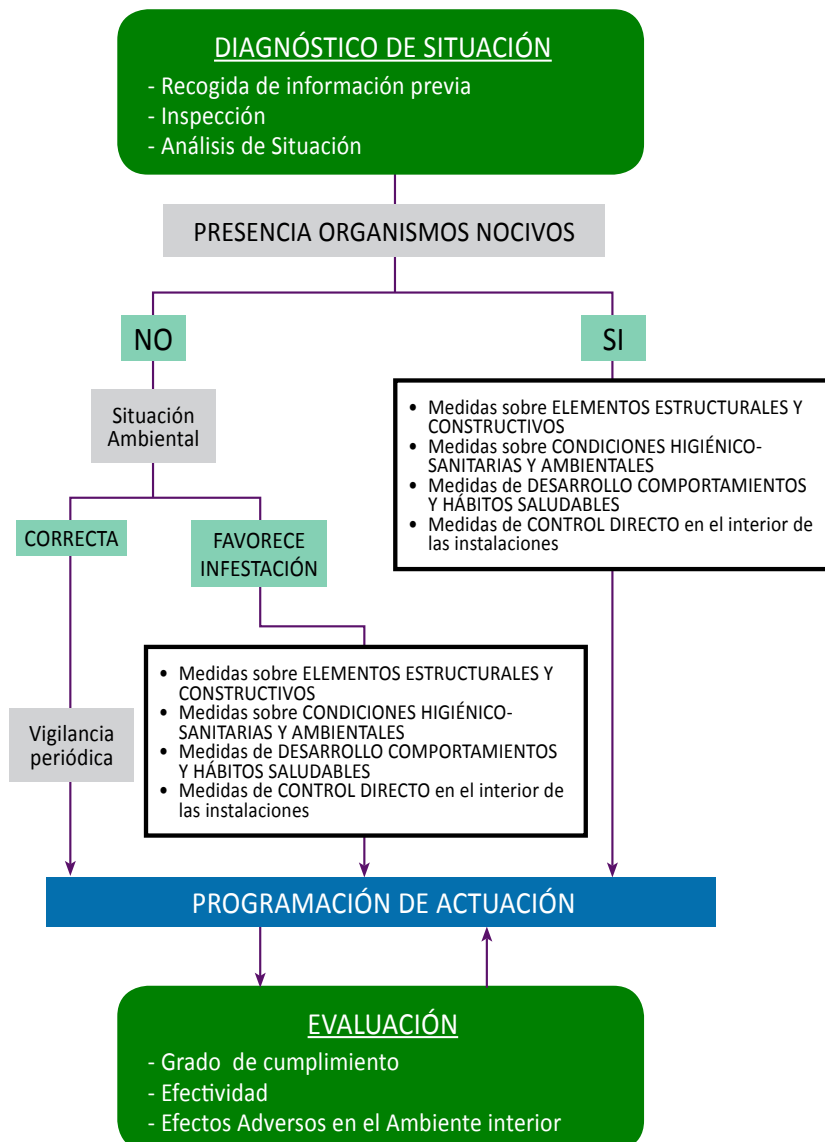 DIAGNÓSTICO DE SITUACIÓN
- Recogida de información previa
- Inspección
- Análisis de Situación
PRESENCIA ORGANISMOS NOCIVOS
NO
SI
Situación
Ambiental
• Medidas sobre ELEMENTOS ESTRUCTURALES Y
CONSTRUCTIVOS
• Medidas sobre CONDICIONES HIGIÉNICO-
SANITARIAS Y AMBIENTALES
• Medidas de DESARROLLO COMPORTAMIENTOS
Y HÁBITOS SALUDABLES
• Medidas de CONTROL DIRECTO en el interior de
las instalaciones
CORRECTA
FAVORECE
INFESTACIÓN
Vigilancia
periódica
• Medidas sobre ELEMENTOS ESTRUCTURALES Y
CONSTRUCTIVOS
• Medidas sobre CONDICIONES HIGIÉNICO-
SANITARIAS Y AMBIENTALES
• Medidas de DESARROLLO COMPORTAMIENTOS
Y HÁBITOS SALUDABLES
• Medidas de CONTROL DIRECTO en el interior de
las instalaciones
PROGRAMACIÓN DE ACTUACIÓN
EVALUACIÓN
- Grado de cumplimiento
- Efectividad
- Efectos Adversos en el Ambiente interior